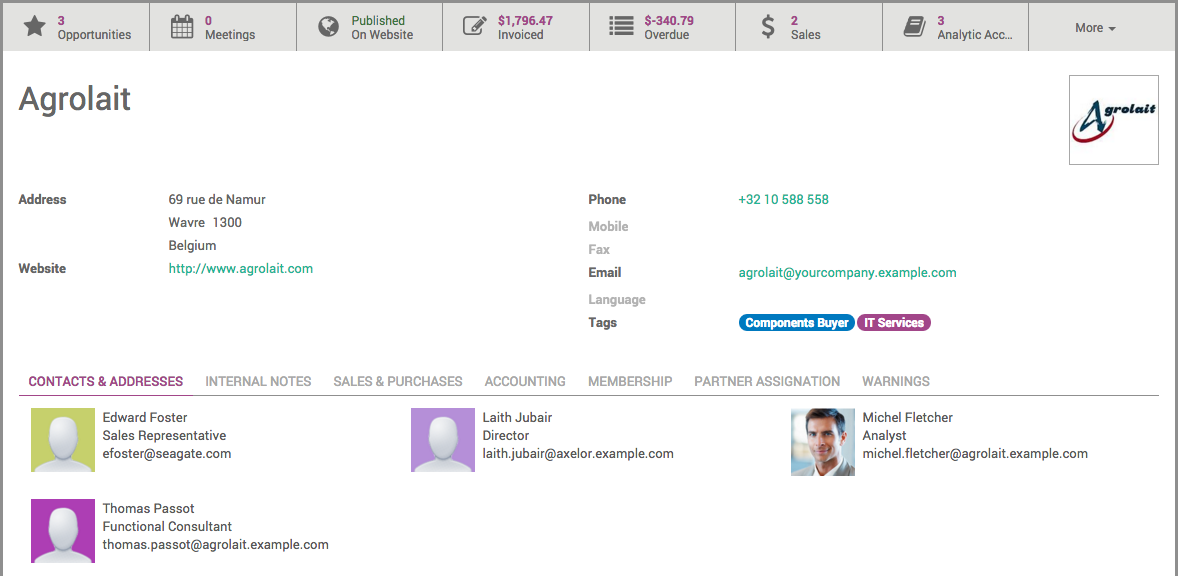 3
Opportunities
0
Meetings
Published
On Website
$1,796.47
Invoiced
$-340.79
Overdue
2
Sales
3
Analytic Acc...
More
Agrolait
Agrolait
Address
69 rue de Namur
Wavre 1300
Belgium
Website
http://www.agrolait.com
Phone
+32 10 588 558
Mobile
Fax
Email
agrolait@yourcompany.example.com
Language
Tags
Components Buyer IT Services
CONTACTS & ADDRESSES INTERNAL NOTES SALES & PURCHASES ACCOUNTING MEMBERSHIP PARTNER ASSIGNATION WARNINGS
Edward Foster
Sales Representative
efoster@seagate.com
Laith Jubair
Director
laith.jubair@axelor.example.com
Michel Fletcher
Analyst
michel.fletcher@agrolait.example.com
Thomas Passot
Functional Consultant
thomas.passot@agrolait.example.com